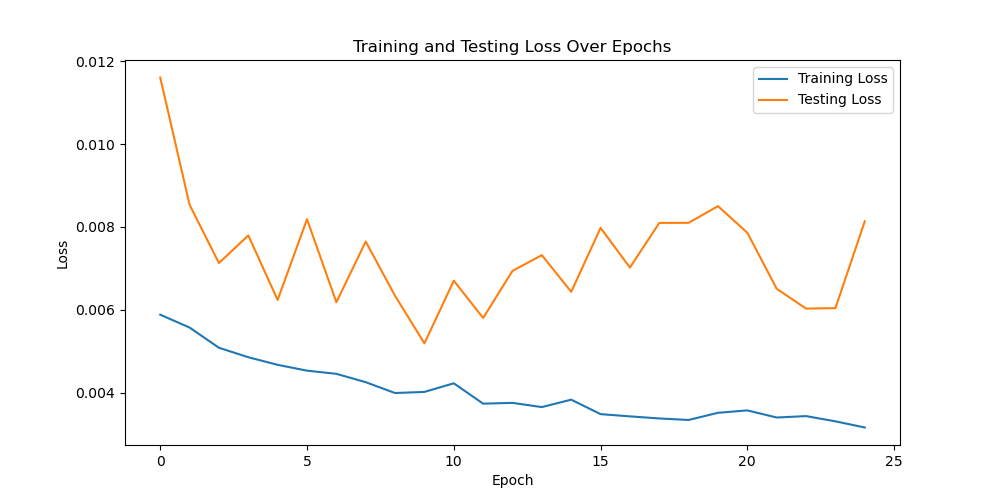 Training and Testing Loss Over Epochs
0.012
0.010
0.008
0.006
0.004
Loss
Training Loss
Testing Loss
0
5
10
15
20
25
Epoch